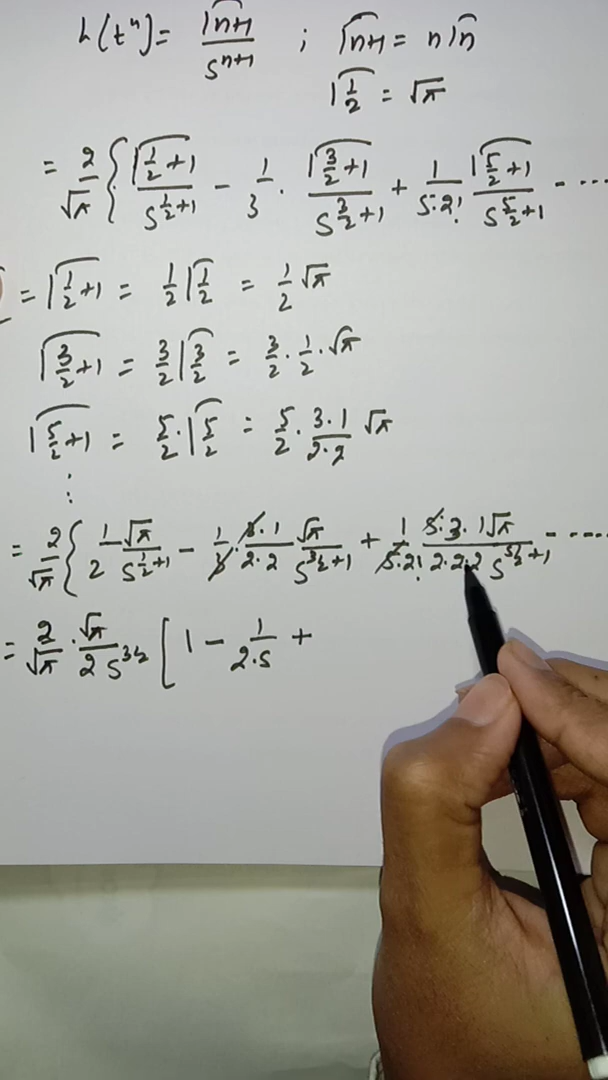 L(tⁿ) = Γ(n+1) / s^(n+1) ; Γ(n+1) = n Γ(n)
Γ(1/2) = √π
= 2/√π { Γ(1/2+1) / s^(1/2+1) − 1/3 · Γ(3/2+1) / s^(3/2+1) + 1/(5·2!) Γ(5/2+1) / s^(5/2+1) − ····
= Γ(1/2+1) = 1/2 Γ(1/2) = 1/2 √π
Γ(3/2+1) = 3/2 Γ(3/2) = 3/2 · 1/2 · √π
Γ(5/2+1) = 5/2 · Γ(5/2) = 5/2 · (3·1)/(2·2) √π
⋮
= 2/√π { 1/2 √π / s^(1/2+1) − 1/3 · (3·1)/(2·2) √π / s^(3/2+1) + 1/(5·2!) (5·3·1√π) / (2·2·2 s^(5/2+1)) − ····
= 2/√π · √π / (2 s^(3/2)) [ 1 − 1/(2·s) +